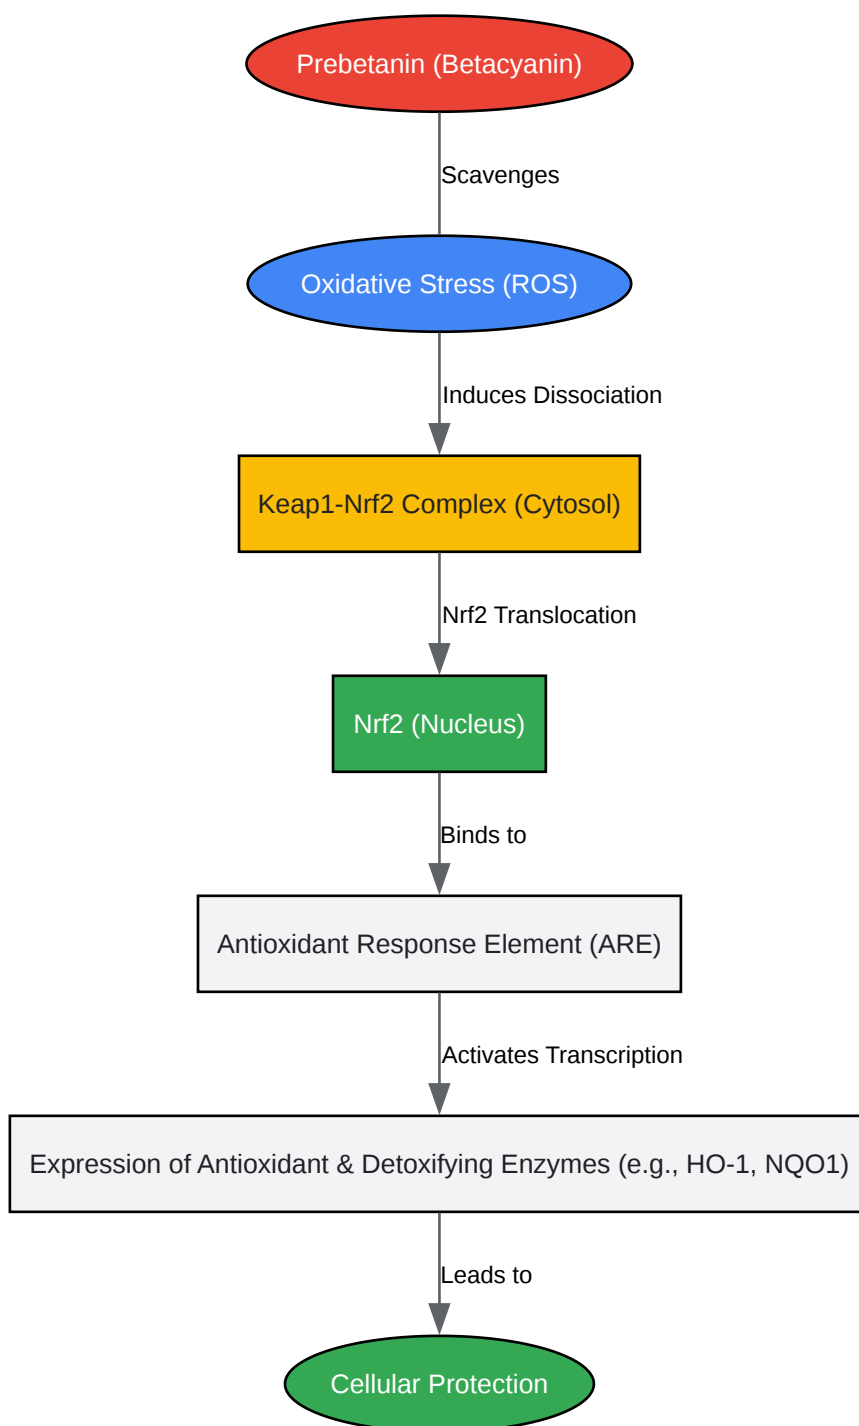 Prebetanin (Betacyanin)
Scavenges
Oxidative Stress (ROS)
Induces Dissociation
Keap1-Nrf2 Complex (Cytosol)
Nrf2 Translocation
Nrf2 (Nucleus)
Binds to
Antioxidant Response Element (ARE)
Activates Transcription
Expression of Antioxidant & Detoxifying Enzymes (e.g., HO-1, NQO1)
Leads to
Cellular Protection